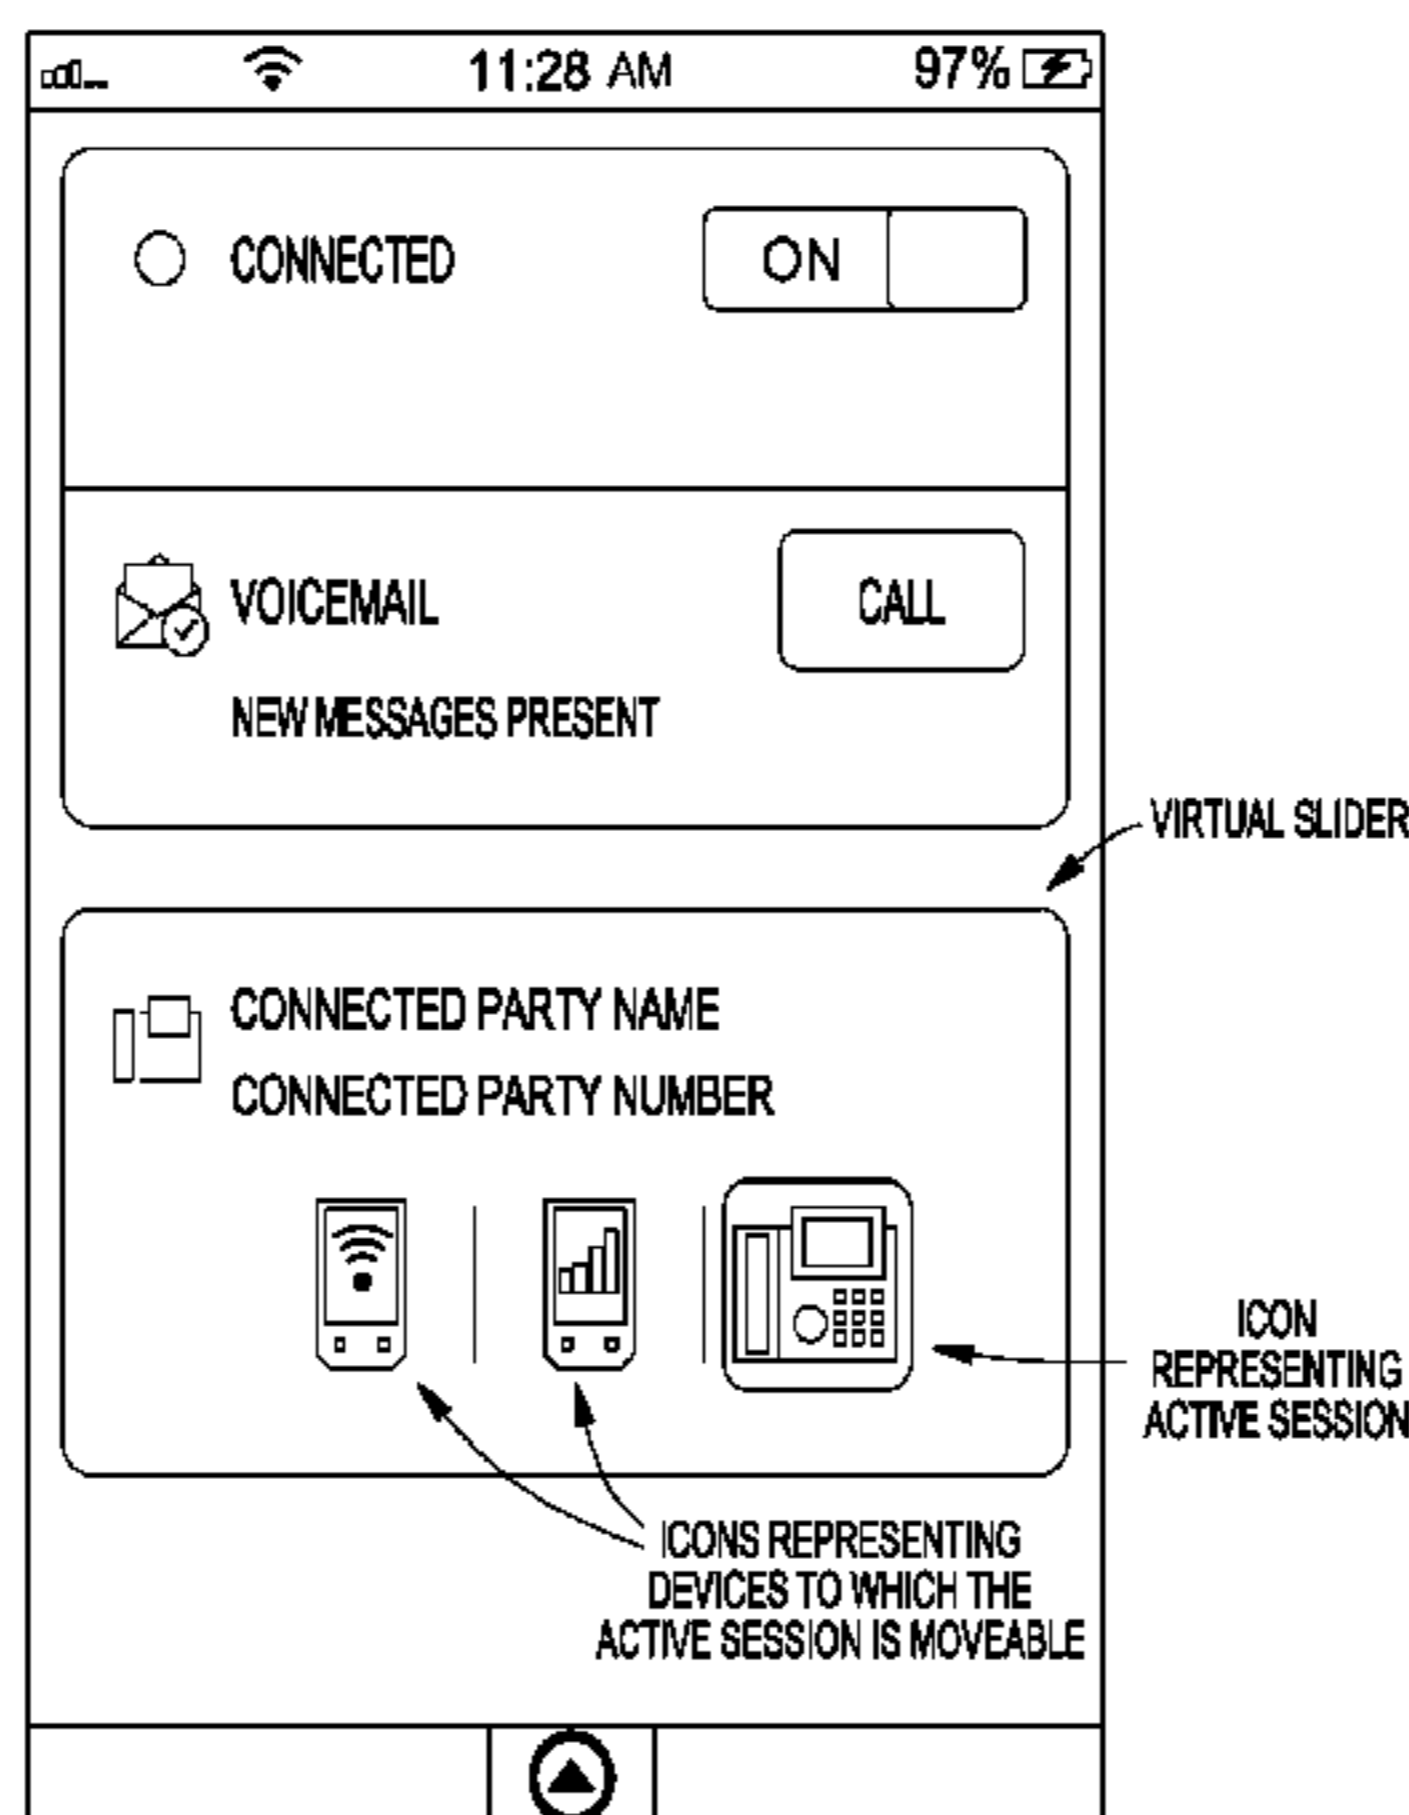 11:28 AM 97%
CONNECTED ON
VOICEMAIL CALL
NEW MESSAGES PRESENT
VIRTUAL SLIDER
CONNECTED PARTY NAME
CONNECTED PARTY NUMBER
ICON
REPRESENTING
ACTIVE SESSION
ICONS REPRESENTING
DEVICES TO WHICH THE
ACTIVE SESSION IS MOVEABLE